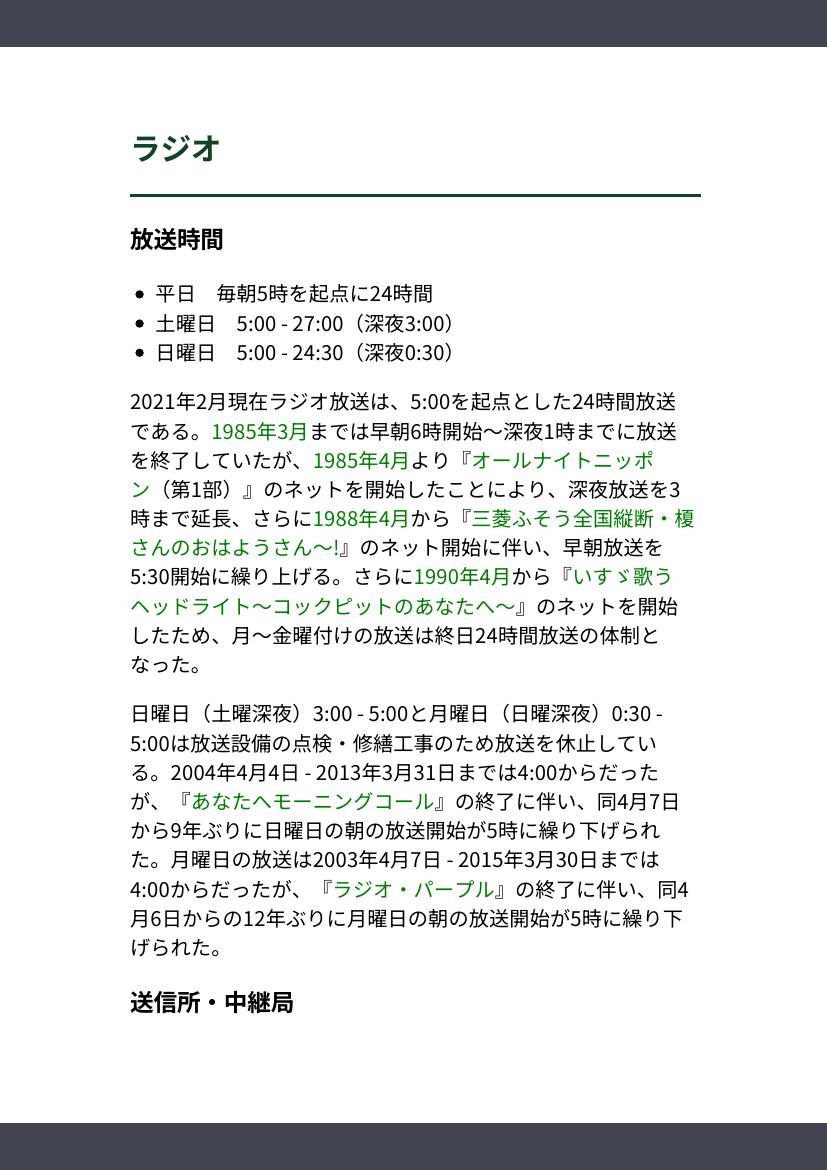 ラジオ
放送時間
• 平日　毎朝5時を起点に24時間
• 土曜日　5:00 - 27:00（深夜3:00）
• 日曜日　5:00 - 24:30（深夜0:30）
2021年2月現在ラジオ放送は、5:00を起点とした24時間放送
である。1985年3月までは早朝6時開始〜深夜1時までに放送
を終了していたが、1985年4月より『オールナイトニッポ
ン（第1部）』のネットを開始したことにより、深夜放送を3
時まで延長、さらに1988年4月から『三菱ふそう全国縦断・榎
さんのおはようさん〜!』のネット開始に伴い、早朝放送を
5:30開始に繰り上げる。さらに1990年4月から『いすゞ歌う
ヘッドライト〜コックピットのあなたへ〜』のネットを開始
したため、月〜金曜付けの放送は終日24時間放送の体制と
なった。
日曜日（土曜深夜）3:00 - 5:00と月曜日（日曜深夜）0:30 -
5:00は放送設備の点検・修繕工事のため放送を休止してい
る。2004年4月4日 - 2013年3月31日までは4:00からだった
が、『あなたへモーニングコール』の終了に伴い、同4月7日
から9年ぶりに日曜日の朝の放送開始が5時に繰り下げられ
た。月曜日の放送は2003年4月7日 - 2015年3月30日までは
4:00からだったが、『ラジオ・パープル』の終了に伴い、同4
月6日からの12年ぶりに月曜日の朝の放送開始が5時に繰り下
げられた。
送信所・中継局